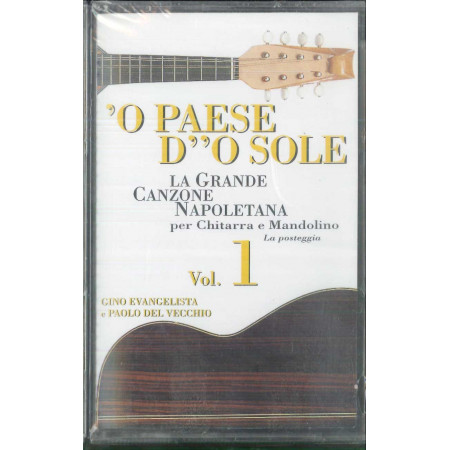 'O PAESE
D''O SOLE
LA GRANDE
CANZONE
NAPOLETANA
per Chitarra e Mandolino
La posteggia
Vol. 1
GINO EVANGELISTA
e PAOLO DEL VECCHIO